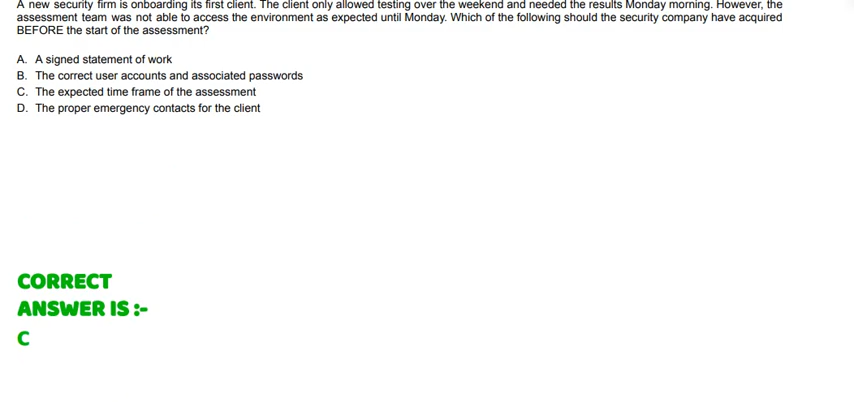 A new security firm is onboarding its first client. The client only allowed testing over the weekend and needed the results Monday morning. However, the
assessment team was not able to access the environment as expected until Monday. Which of the following should the security company have acquired
BEFORE the start of the assessment?
A. A signed statement of work
B. The correct user accounts and associated passwords
C. The expected time frame of the assessment
D. The proper emergency contacts for the client
CORRECT
ANSWER IS :-
C